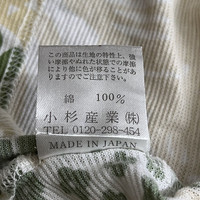 この商品は生地の特性上、強
い摩擦やぬれた状態での摩擦
により他に色が移ることがあり
ますのでご注意下さい。
綿 100%
小杉産業㈱
TEL 0120-298-454
MADE IN JAPAN